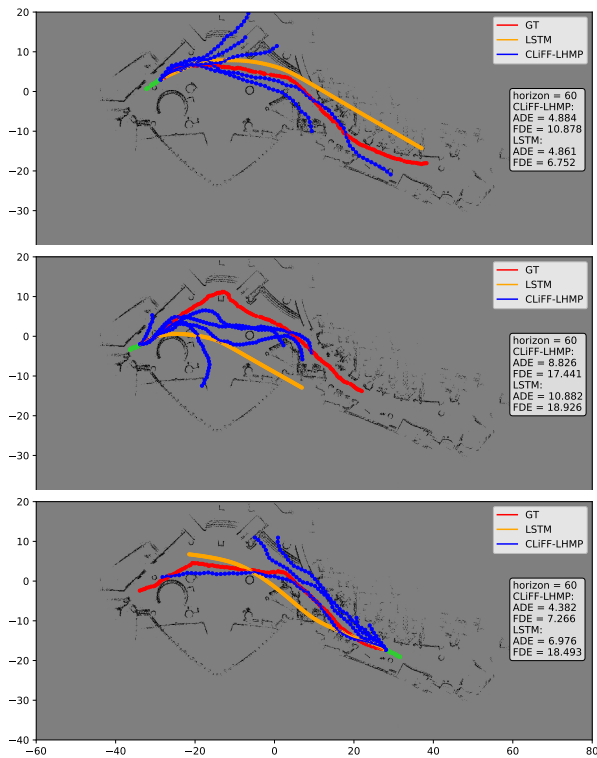 20
10
0
−10
−20
−30
GT
LSTM
CLiFF-LHMP
horizon = 60
CLiFF-LHMP:
ADE = 4.884
FDE = 10.878
LSTM:
ADE = 4.861
FDE = 6.752
20
10
0
−10
−20
−30
GT
LSTM
CLiFF-LHMP
horizon = 60
CLiFF-LHMP:
ADE = 8.826
FDE = 17.441
LSTM:
ADE = 10.882
FDE = 18.926
20
10
0
−10
−20
−30
−40
GT
LSTM
CLiFF-LHMP
horizon = 60
CLiFF-LHMP:
ADE = 4.382
FDE = 7.266
LSTM:
ADE = 6.976
FDE = 18.493
−60 −40 −20 0 20 40 60 80